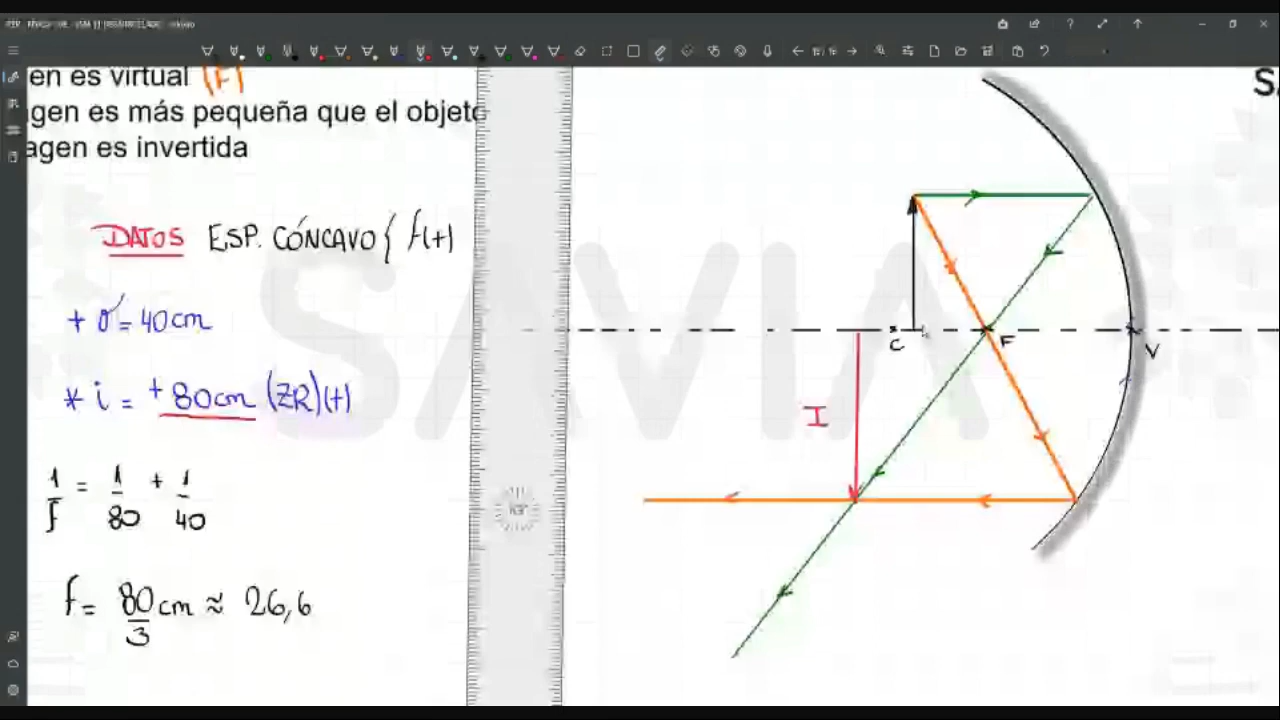 en es virtual (F)
gen es más pequeña que el objeto
agen es invertida
DATOS ESP. CÓNCAVO { f(+)
+ σ = 40cm
* i = +80cm (ZR)(+)
1/f = 1/80 + 1/40
f = 80/3 cm ≈ 26,6
SAVIA
S
C
F
V
I